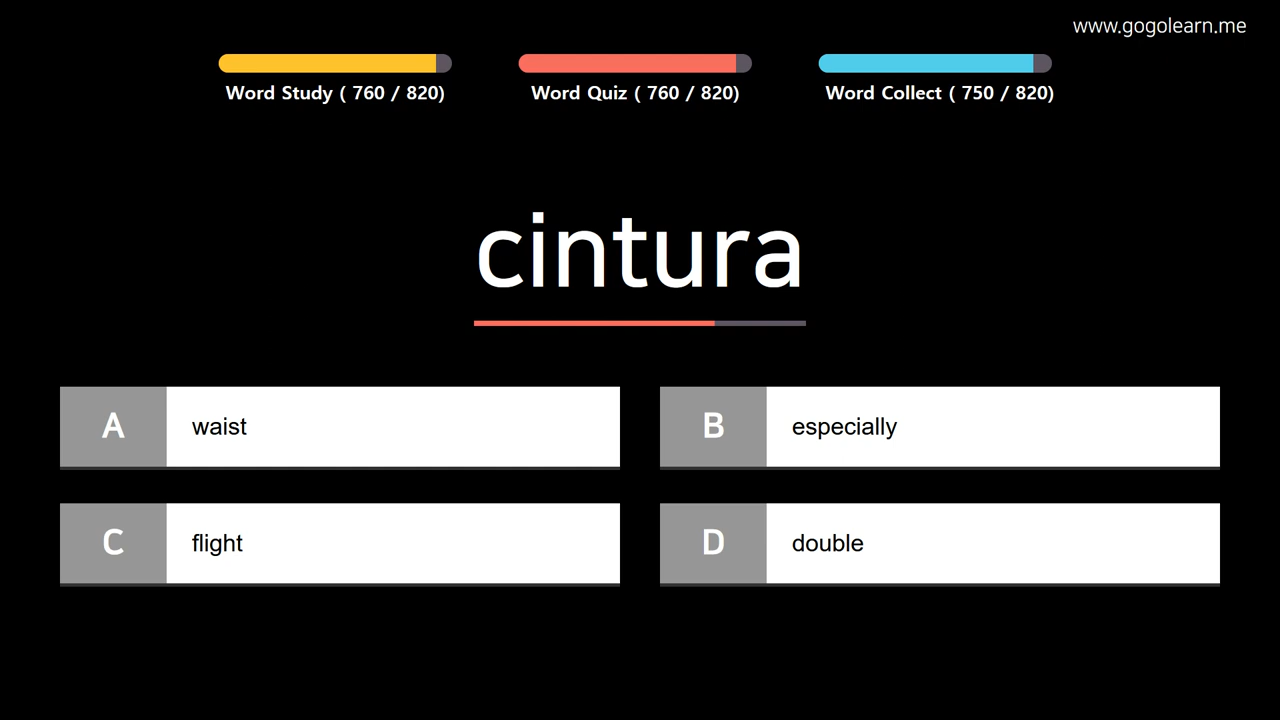 www.gogolearn.me
Word Study ( 760 / 820)
Word Quiz ( 760 / 820)
Word Collect ( 750 / 820)
cintura
A waist
B especially
C flight
D double